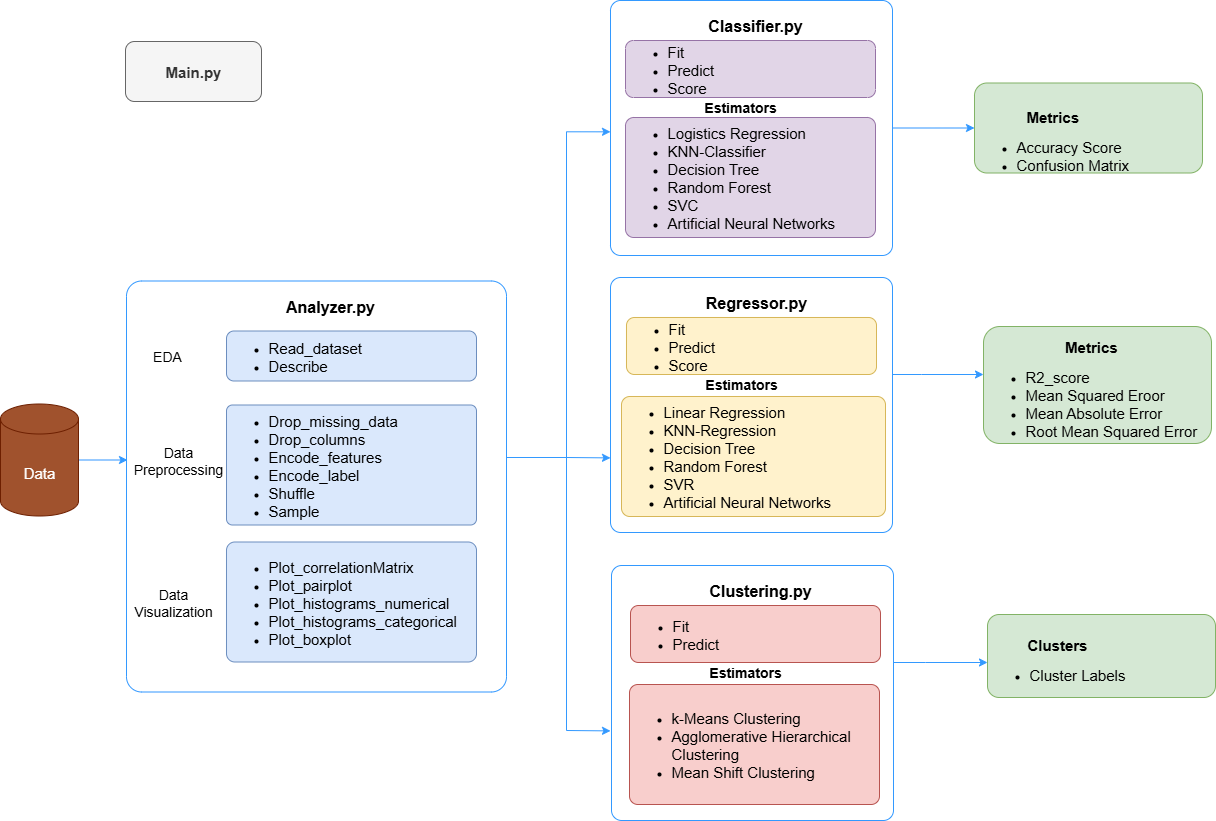 Main.py
Data
Analyzer.py
EDA
Read_dataset
Describe
Data
Preprocessing
Drop_missing_data
Drop_columns
Encode_features
Encode_label
Shuffle
Sample
Data
Visualization
Plot_correlationMatrix
Plot_pairplot
Plot_histograms_numerical
Plot_histograms_categorical
Plot_boxplot
Classifier.py
Fit
Predict
Score
Estimators
Logistics Regression
KNN-Classifier
Decision Tree
Random Forest
SVC
Artificial Neural Networks
Metrics
Accuracy Score
Confusion Matrix
Regressor.py
Fit
Predict
Score
Estimators
Linear Regression
KNN-Regression
Decision Tree
Random Forest
SVR
Artificial Neural Networks
Metrics
R2_score
Mean Squared Eroor
Mean Absolute Error
Root Mean Squared Error
Clustering.py
Fit
Predict
Estimators
k-Means Clustering
Agglomerative Hierarchical
Clustering
Mean Shift Clustering
Clusters
Cluster Labels